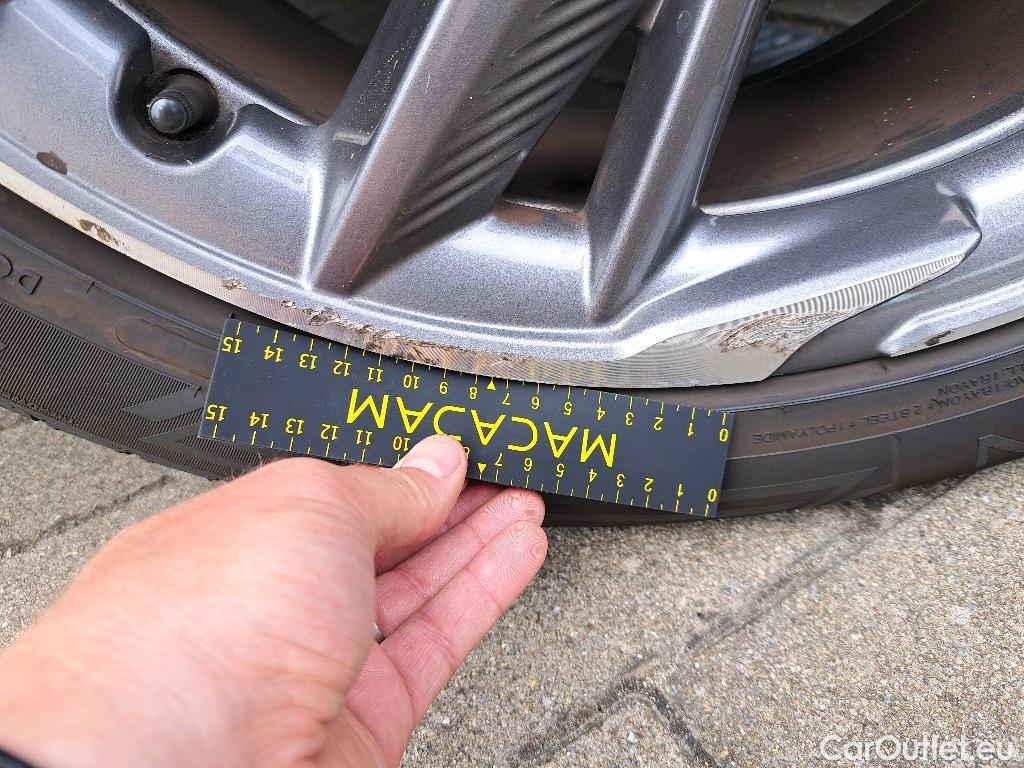 15 14 13 12 11 10 9 8 7 6 5 4 3 2 1 0
MACADAM
15 14 13 12 11 10 8 7 6 5 4 3 2 1 0
2 STEEL + 1 POLYAMIDE
1 RAYON
CarOutlet.eu